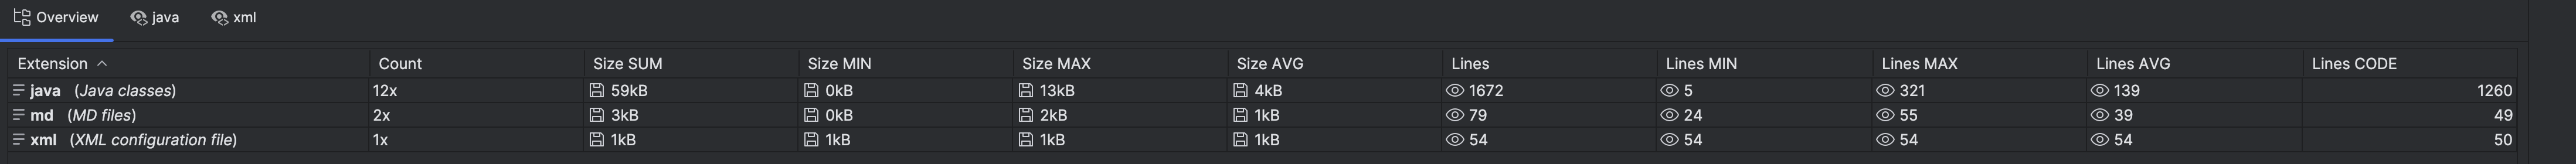 Overview java xml
Extension Count Size SUM Size MIN Size MAX Size AVG Lines Lines MIN Lines MAX Lines AVG Lines CODE
java (Java classes) 12x 59kB 0kB 13kB 4kB 1672 5 321 139 1260
md (MD files) 2x 3kB 0kB 2kB 1kB 79 24 55 39 49
xml (XML configuration file) 1x 1kB 1kB 1kB 1kB 54 54 54 54 50